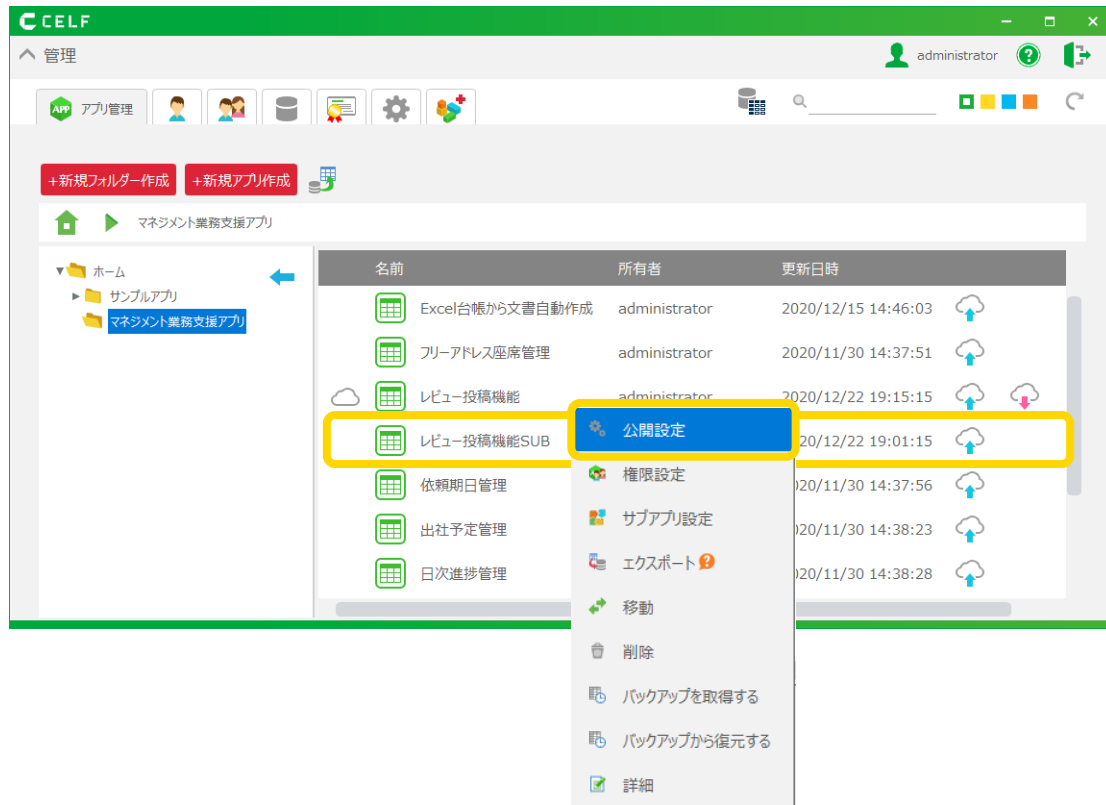 CELF
管理
administrator
APP アプリ管理
+新規フォルダー作成 +新規アプリ作成
マネジメント業務支援アプリ
ホーム
サンプルアプリ
マネジメント業務支援アプリ
名前 所有者 更新日時
Excel台帳から文書自動作成 administrator 2020/12/15 14:46:03
フリーアドレス座席管理 administrator 2020/11/30 14:37:51
レビュー投稿機能 administrator 2020/12/22 19:15:15
レビュー投稿機能SUB 20/12/22 19:01:15
依頼期日管理 020/11/30 14:37:56
出社予定管理 020/11/30 14:38:23
日次進捗管理 020/11/30 14:38:28
公開設定
権限設定
サブアプリ設定
エクスポート
移動
削除
バックアップを取得する
バックアップから復元する
詳細